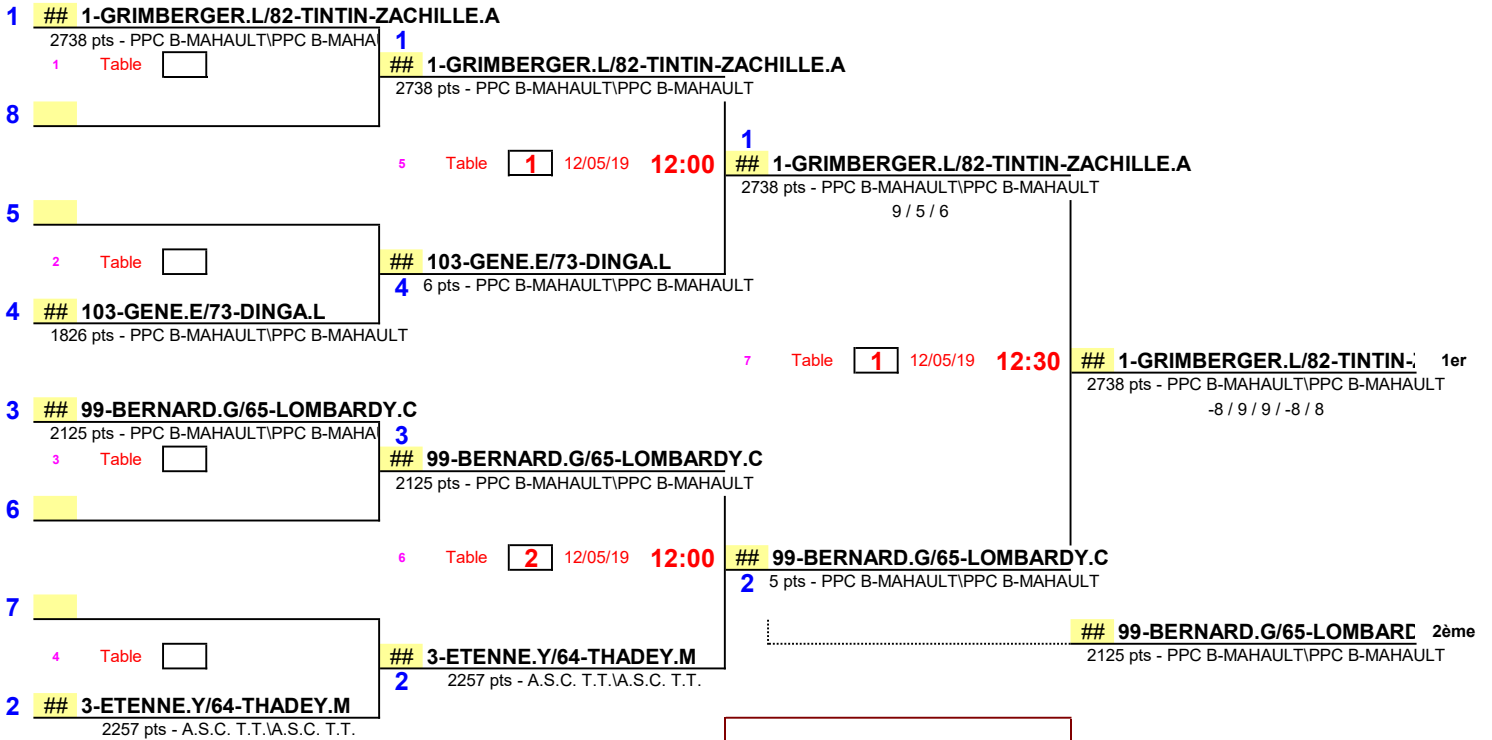 1 ## 1-GRIMBERGER.L/82-TINTIN-ZACHILLE.A
2738 pts - PPC B-MAHAULT\PPC B-MAHA 1
1 Table ## 1-GRIMBERGER.L/82-TINTIN-ZACHILLE.A
2738 pts - PPC B-MAHAULT\PPC B-MAHAULT
8
1
5 Table 1 12/05/19 12:00 ## 1-GRIMBERGER.L/82-TINTIN-ZACHILLE.A
2738 pts - PPC B-MAHAULT\PPC B-MAHAULT
5 9 / 5 / 6
2 Table ## 103-GENE.E/73-DINGA.L
4 6 pts - PPC B-MAHAULT\PPC B-MAHAULT
4 ## 103-GENE.E/73-DINGA.L
1826 pts - PPC B-MAHAULT\PPC B-MAHAULT
7 Table 1 12/05/19 12:30 ## 1-GRIMBERGER.L/82-TINTIN- 1er
2738 pts - PPC B-MAHAULT\PPC B-MAHAULT
3 ## 99-BERNARD.G/65-LOMBARDY.C -8 / 9 / 9 / -8 / 8
2125 pts - PPC B-MAHAULT\PPC B-MAHA 3
3 Table ## 99-BERNARD.G/65-LOMBARDY.C
2125 pts - PPC B-MAHAULT\PPC B-MAHAULT
6
6 Table 2 12/05/19 12:00 ## 99-BERNARD.G/65-LOMBARDY.C
2 5 pts - PPC B-MAHAULT\PPC B-MAHAULT
7
## 99-BERNARD.G/65-LOMBARD 2ème
4 Table ## 3-ETENNE.Y/64-THADEY.M 2125 pts - PPC B-MAHAULT\PPC B-MAHAULT
2 2257 pts - A.S.C. T.T.\A.S.C. T.T.
2 ## 3-ETENNE.Y/64-THADEY.M
2257 pts - A.S.C. T.T.\A.S.C. T.T.